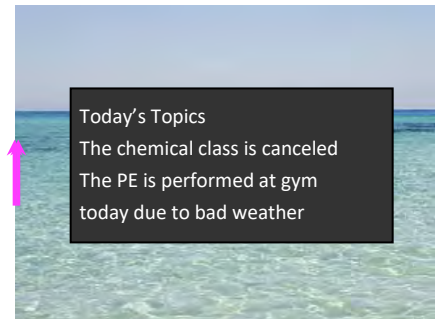 Today’s Topics
The chemical class is canceled
The PE is performed at gym
today due to bad weather